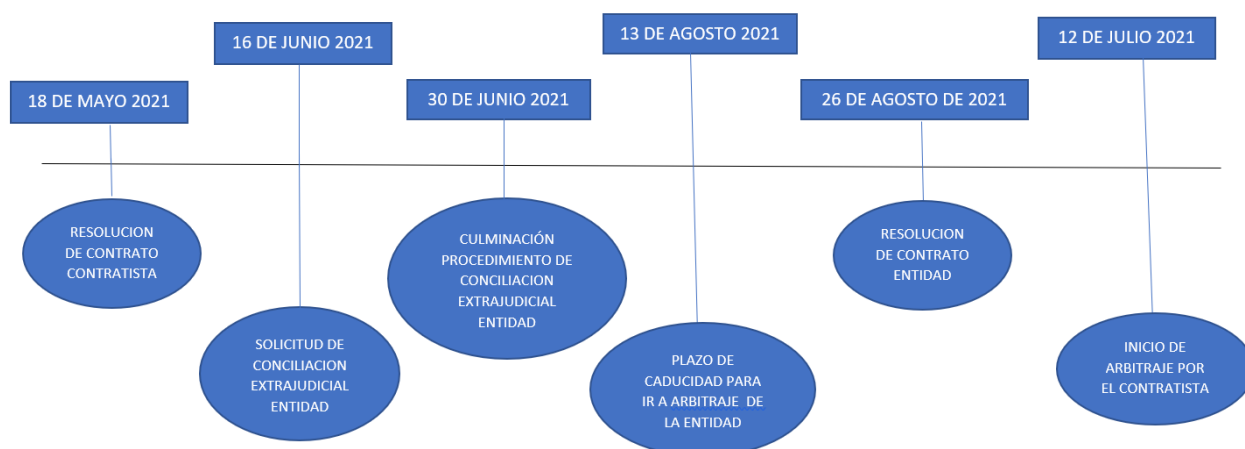 18 DE MAYO 2021
16 DE JUNIO 2021
30 DE JUNIO 2021
13 DE AGOSTO 2021
26 DE AGOSTO DE 2021
12 DE JULIO 2021
RESOLUCION
DE CONTRATO
CONTRATISTA
SOLICITUD DE
CONCILIACION
EXTRAJUDICIAL
ENTIDAD
CULMINACIÓN
PROCEDIMIENTO DE
CONCILIACION
EXTRAJUDICIAL
ENTIDAD
PLAZO DE
CADUCIDAD PARA
IR A ARBITRAJE DE
LA ENTIDAD
RESOLUCION
DE CONTRATO
ENTIDAD
INICIO DE
ARBITRAJE POR
EL CONTRATISTA